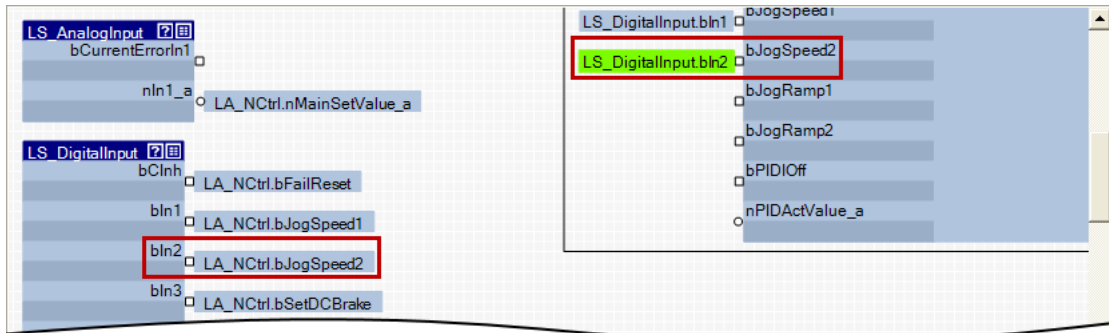 LS_AnalogInput
bCurrentErrorIn1
nIn1_a
LA_NCtrl.nMainSetValue_a
LS_DigitalInput
bCInh
LA_NCtrl.bFailReset
bIn1
LA_NCtrl.bJogSpeed1
bIn2
LA_NCtrl.bJogSpeed2
bIn3
LA_NCtrl.bSetDCBrake
LS_DigitalInput.bIn1
bJogSpeed1
LS_DigitalInput.bIn2
bJogSpeed2
bJogRamp1
bJogRamp2
bPIDIOff
nPIDActValue_a